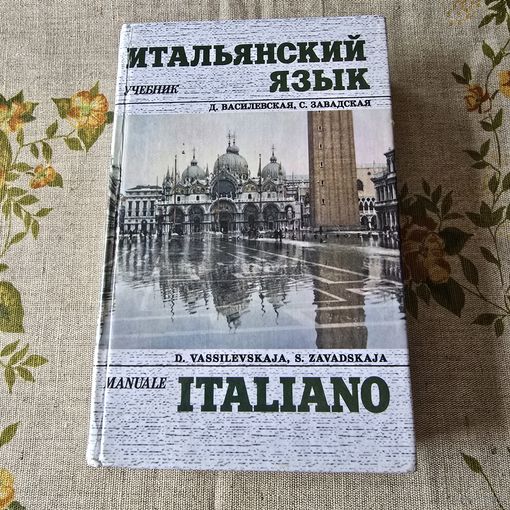 ИТАЛЬЯНСКИЙ
УЧЕБНИК ЯЗЫК
Д. ВАСИЛЕВСКАЯ, С. ЗАВАДСКАЯ
D. VASSILEVSKAJA, S. ZAVADSKAJA
MANUALE ITALIANO